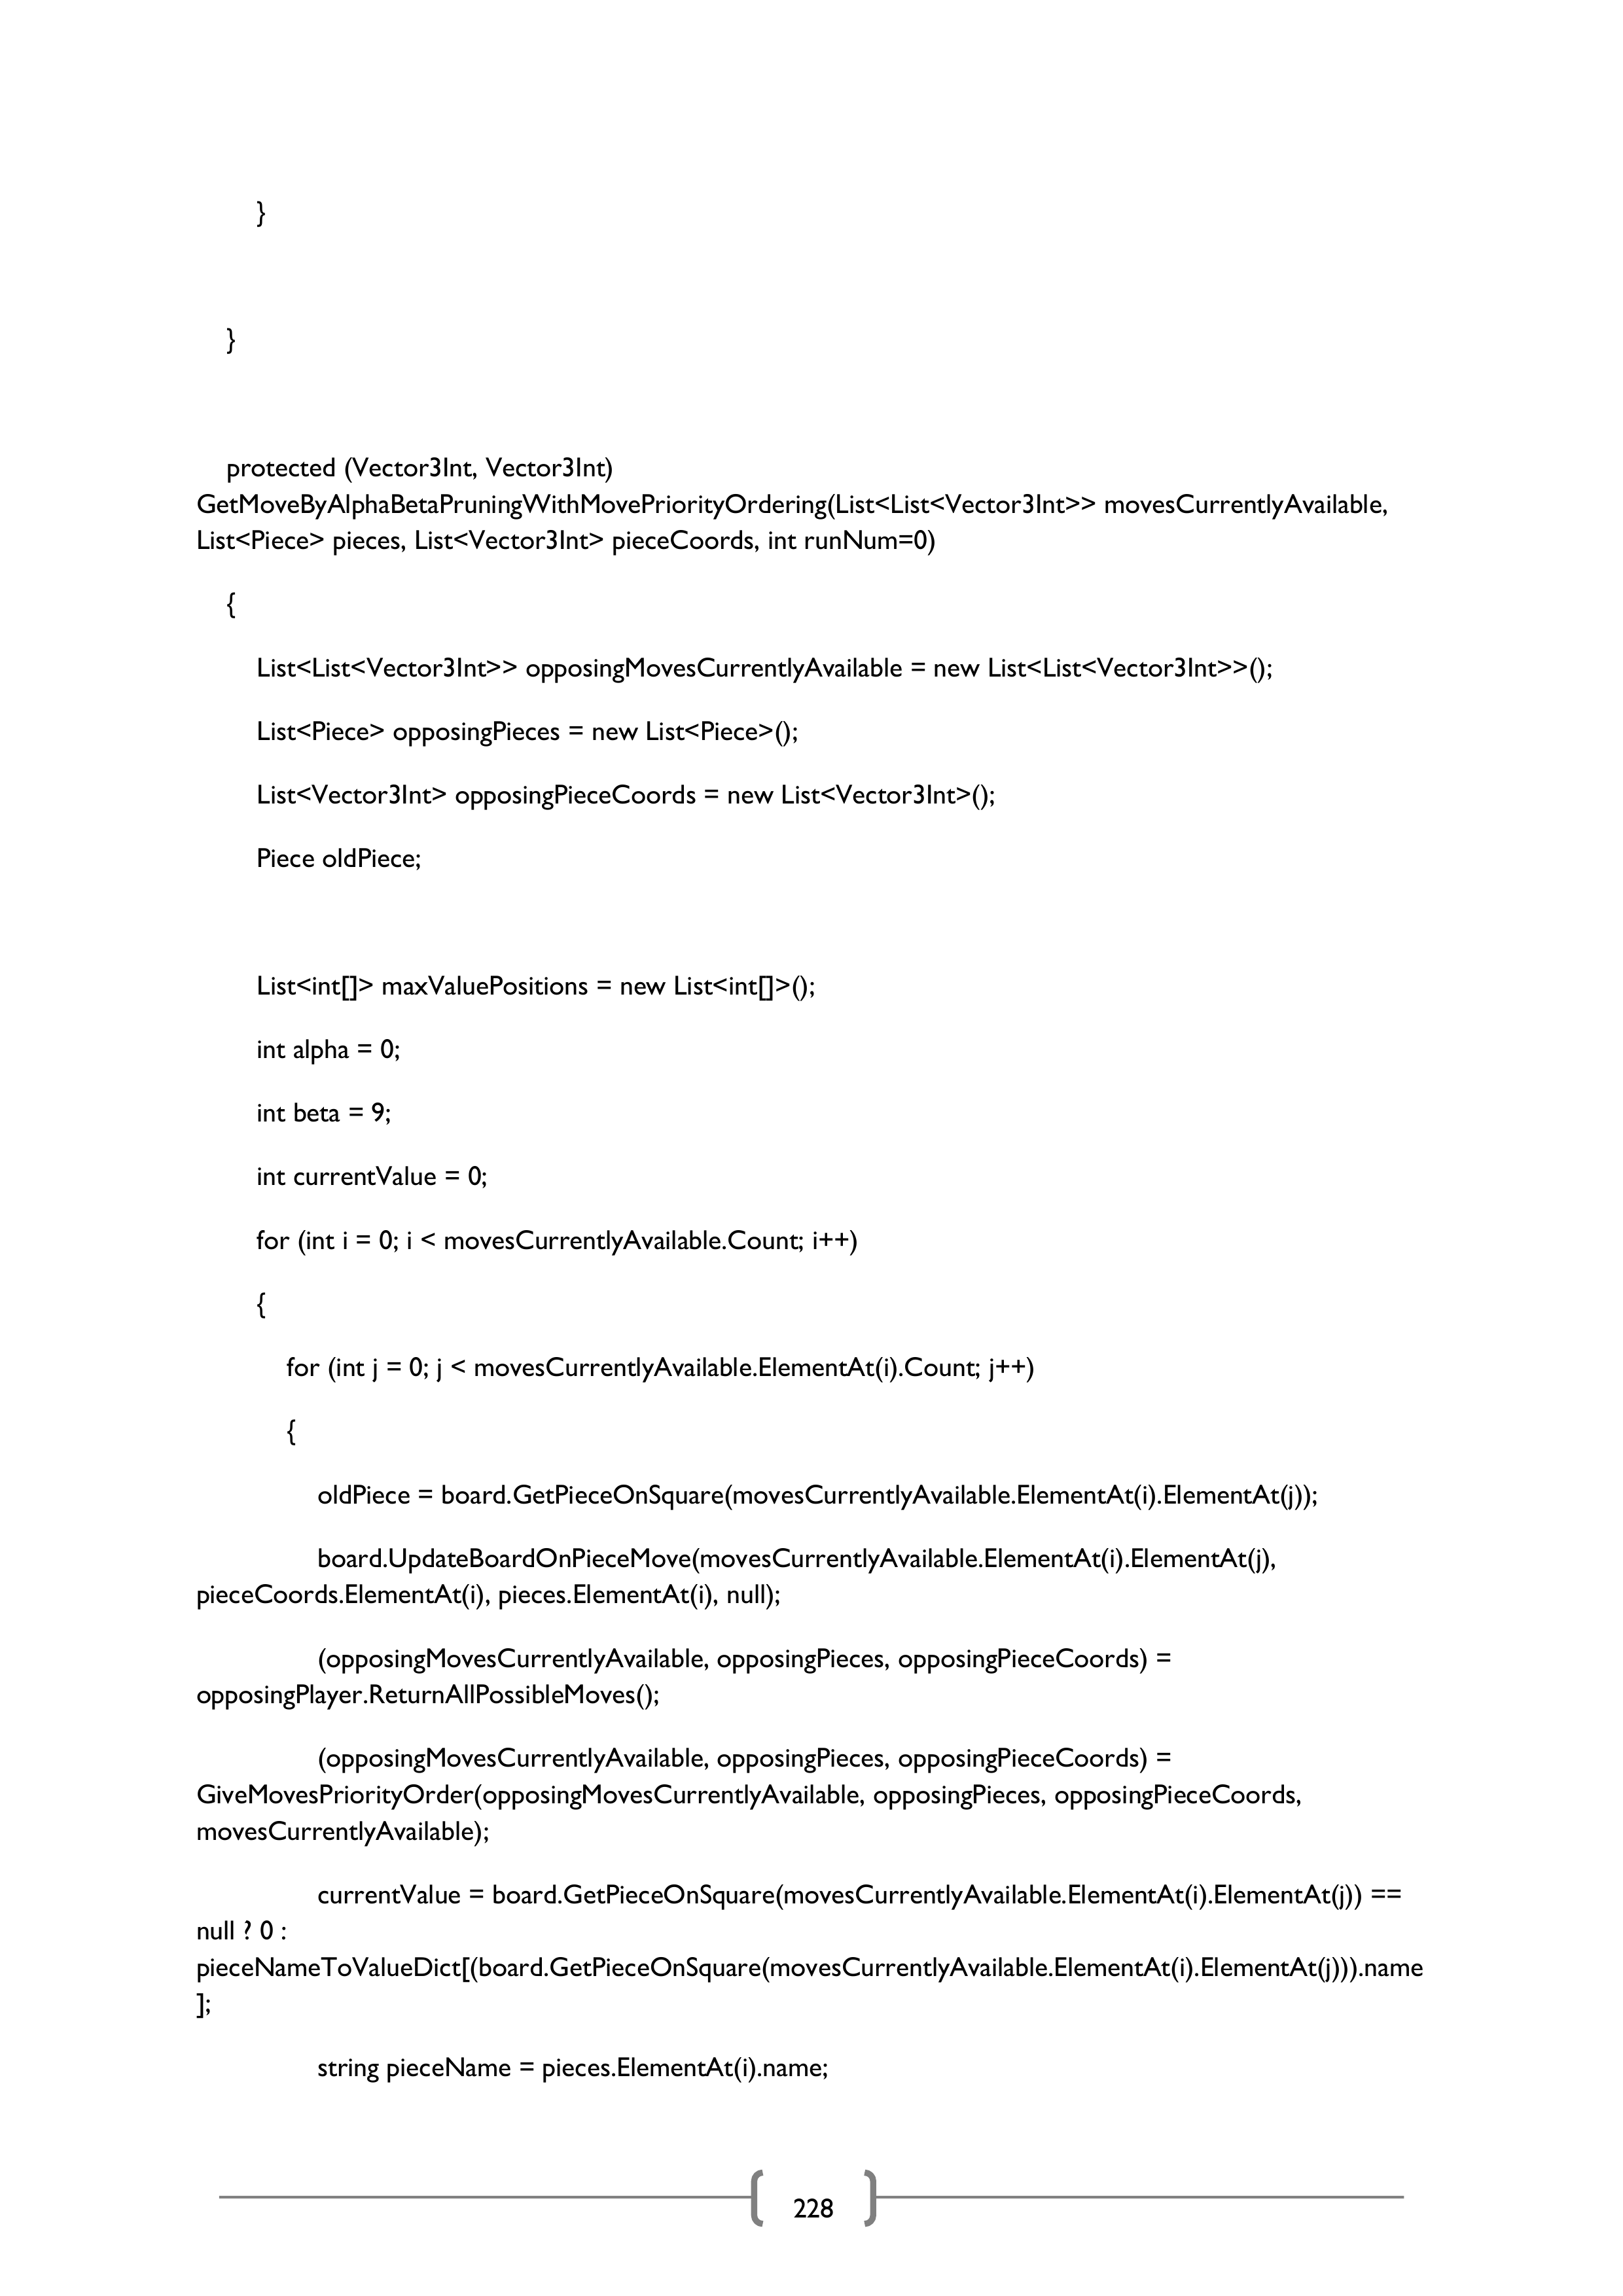 }
}
protected (Vector3Int, Vector3Int)
GetMoveByAlphaBetaPruningWithMovePriorityOrdering(List<List<Vector3Int>> movesCurrentlyAvailable,
List<Piece> pieces, List<Vector3Int> pieceCoords, int runNum=0)
{
List<List<Vector3Int>> opposingMovesCurrentlyAvailable = new List<List<Vector3Int>>();
List<Piece> opposingPieces = new List<Piece>();
List<Vector3Int> opposingPieceCoords = new List<Vector3Int>();
Piece oldPiece;
List<int[]> maxValuePositions = new List<int[]>();
int alpha = 0;
int beta = 9;
int currentValue = 0;
for (int i = 0; i < movesCurrentlyAvailable.Count; i++)
{
for (int j = 0; j < movesCurrentlyAvailable.ElementAt(i).Count; j++)
{
oldPiece = board.GetPieceOnSquare(movesCurrentlyAvailable.ElementAt(i).ElementAt(j));
board.UpdateBoardOnPieceMove(movesCurrentlyAvailable.ElementAt(i).ElementAt(j),
pieceCoords.ElementAt(i), pieces.ElementAt(i), null);
(opposingMovesCurrentlyAvailable, opposingPieces, opposingPieceCoords) =
opposingPlayer.ReturnAllPossibleMoves();
(opposingMovesCurrentlyAvailable, opposingPieces, opposingPieceCoords) =
GiveMovesPriorityOrder(opposingMovesCurrentlyAvailable, opposingPieces, opposingPieceCoords,
movesCurrentlyAvailable);
currentValue = board.GetPieceOnSquare(movesCurrentlyAvailable.ElementAt(i).ElementAt(j)) ==
null ? 0 :
pieceNameToValueDict[(board.GetPieceOnSquare(movesCurrentlyAvailable.ElementAt(i).ElementAt(j))).name
];
string pieceName = pieces.ElementAt(i).name;
228